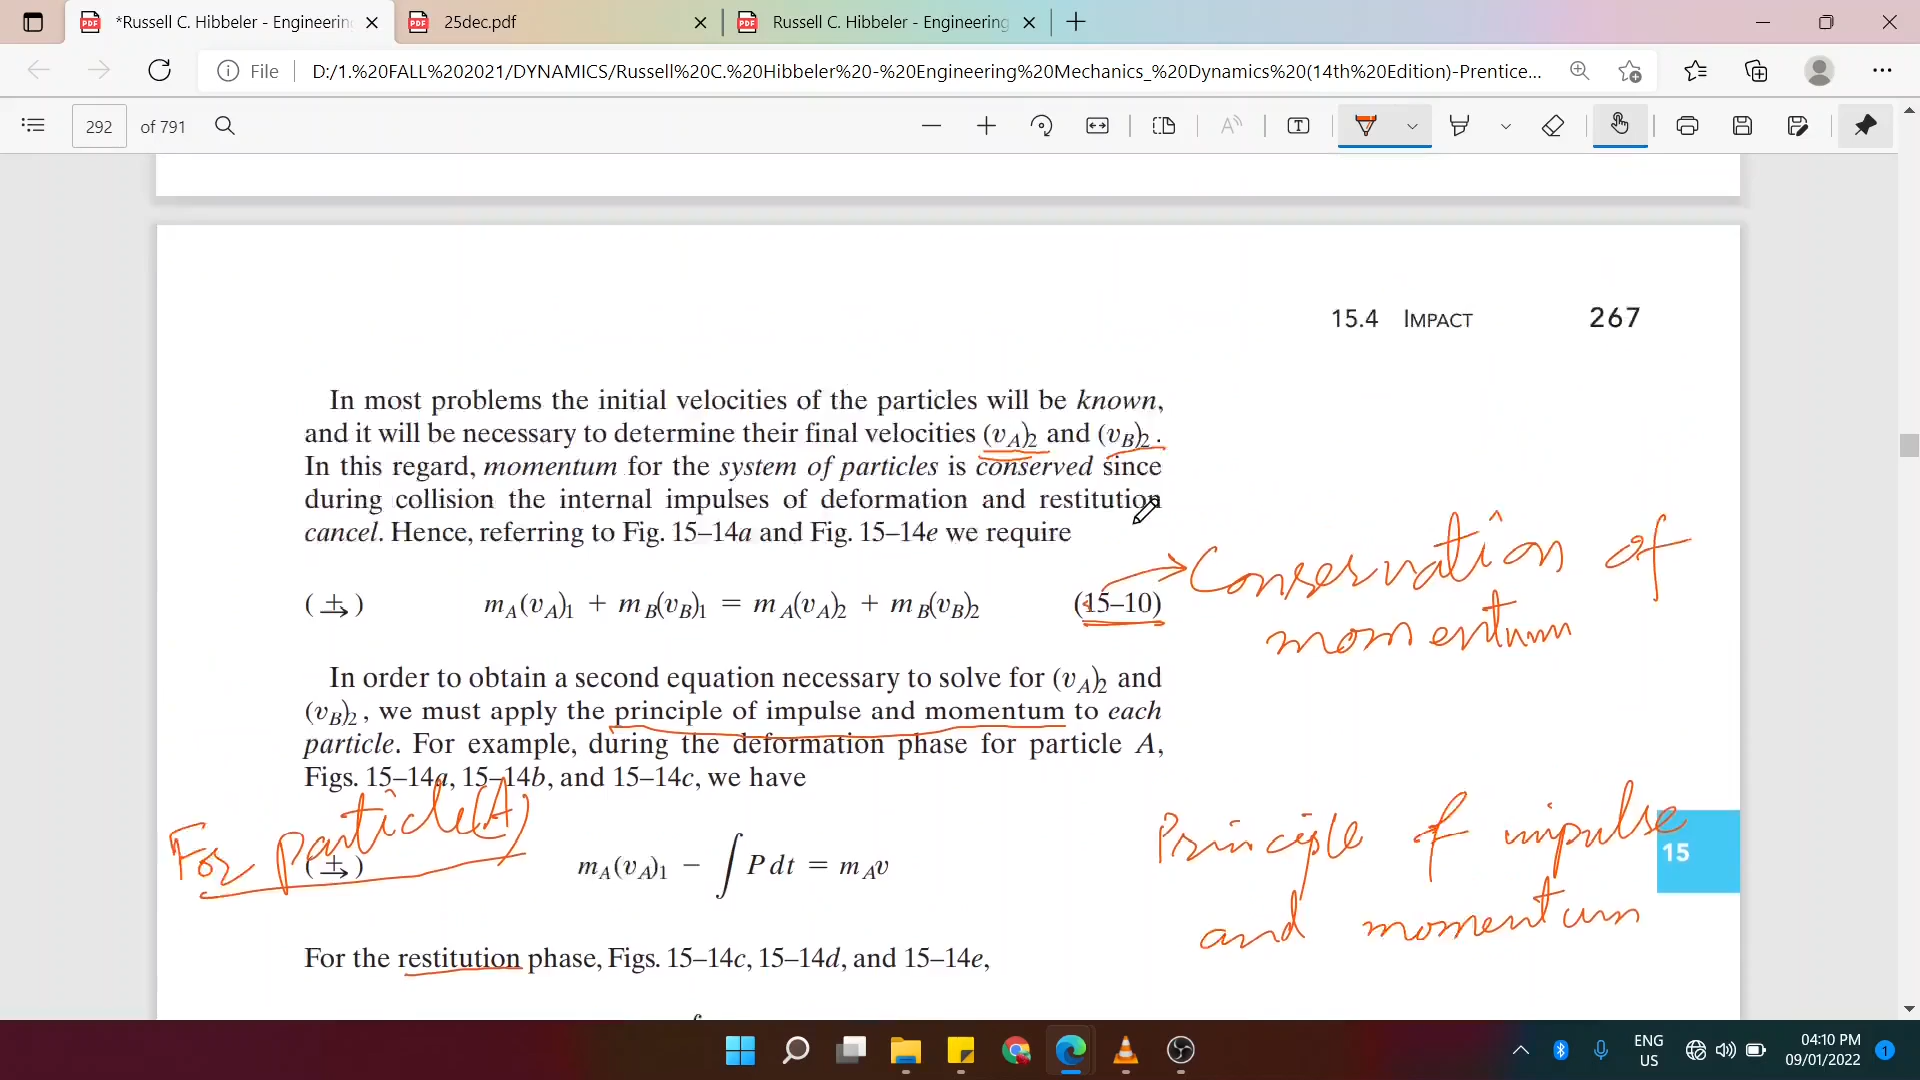 *Russell C. Hibbeler - Engineering
25dec.pdf
Russell C. Hibbeler - Engineering
File
D:/1.%20FALL%202021/DYNAMICS/Russell%20C.%20Hibbeler%20-%20Engineering%20Mechanics_%20Dynamics%20(14th%20Edition)-Prentice...
292 of 791
15.4 IMPACT 267
In most problems the initial velocities of the particles will be known,
and it will be necessary to determine their final velocities (vA)2 and (vB)2.
In this regard, momentum for the system of particles is conserved since
during collision the internal impulses of deformation and restitution
cancel. Hence, referring to Fig. 15–14a and Fig. 15–14e we require
Conservation of
momentum
(+→) mA(vA)1 + mB(vB)1 = mA(vA)2 + mB(vB)2 (15–10)
In order to obtain a second equation necessary to solve for (vA)2 and
(vB)2, we must apply the principle of impulse and momentum to each
particle. For example, during the deformation phase for particle A,
Figs. 15–14a, 15–14b, and 15–14c, we have
For particle(A)
Principle of impulse
and momentum
15
(+→) mA(vA)1 − ∫P dt = mAv
For the restitution phase, Figs. 15–14c, 15–14d, and 15–14e,
ENG
US
04:10 PM
09/01/2022
1